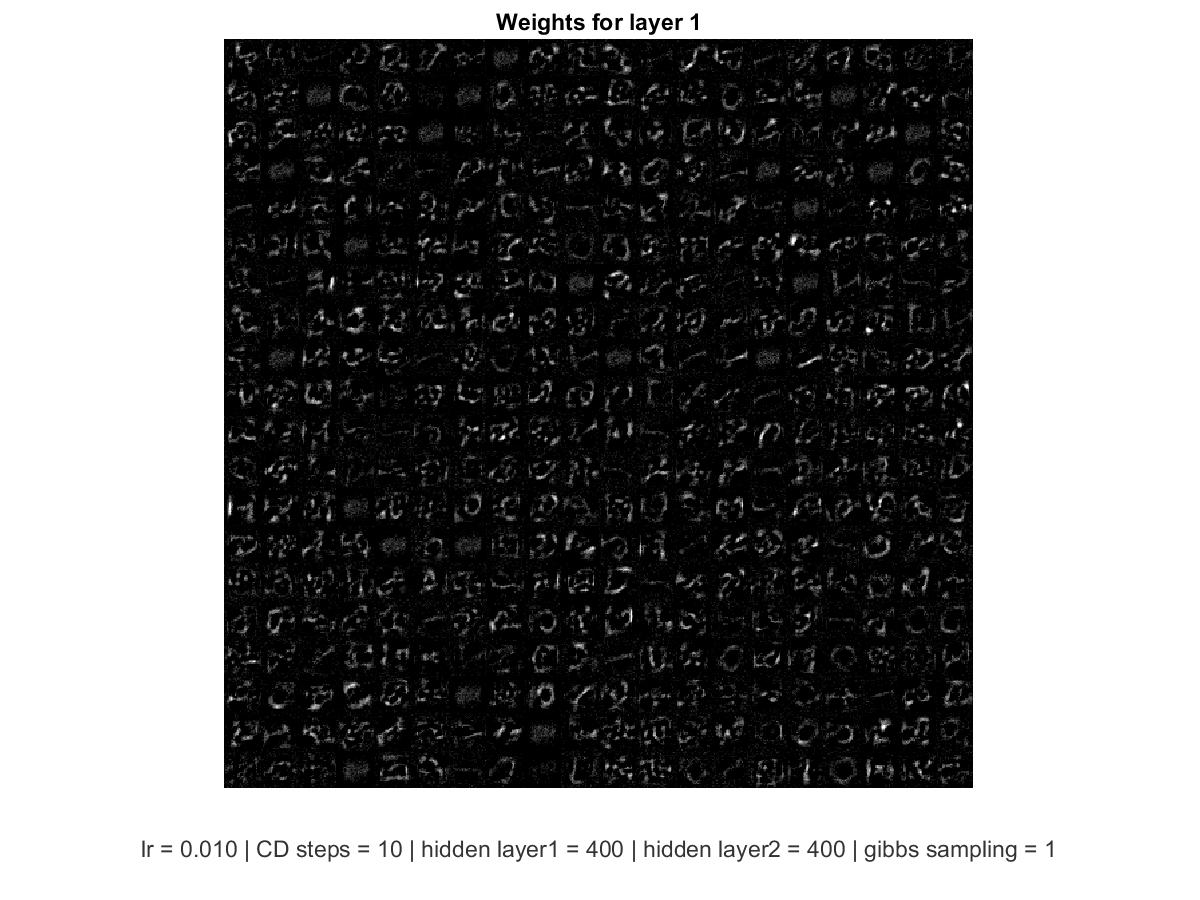 Weights for layer 1
lr = 0.010 | CD steps = 10 | hidden layer1 = 400 | hidden layer2 = 400 | gibbs sampling = 1